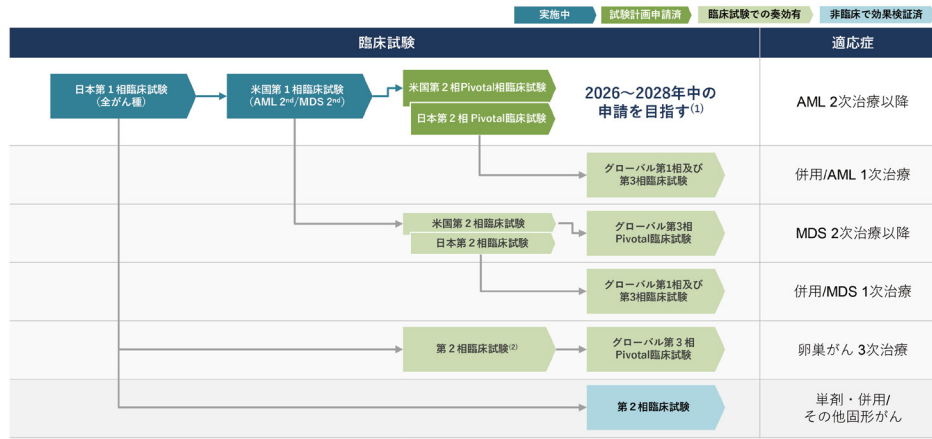 実施中
試験計画申請済
臨床試験での奏効有
非臨床で効果検証済
臨床試験
適応症
日本第1相臨床試験
(全がん種)
米国第1相臨床試験
(AML 2nd/MDS 2nd)
米国第2相Pivotal相臨床試験
日本第2相 Pivotal臨床試験
2026~2028年中の
申請を目指す(1)
AML 2次治療以降
グローバル第1相及び
第3相臨床試験
併用/AML 1次治療
米国第2相臨床試験
日本第2相臨床試験
グローバル第3相
Pivotal臨床試験
MDS 2次治療以降
グローバル第1相及び
第3相臨床試験
併用/MDS 1次治療
第2相臨床試験(2)
グローバル第3相
Pivotal臨床試験
卵巣がん 3次治療
第2相臨床試験
単剤・併用/
その他固形がん